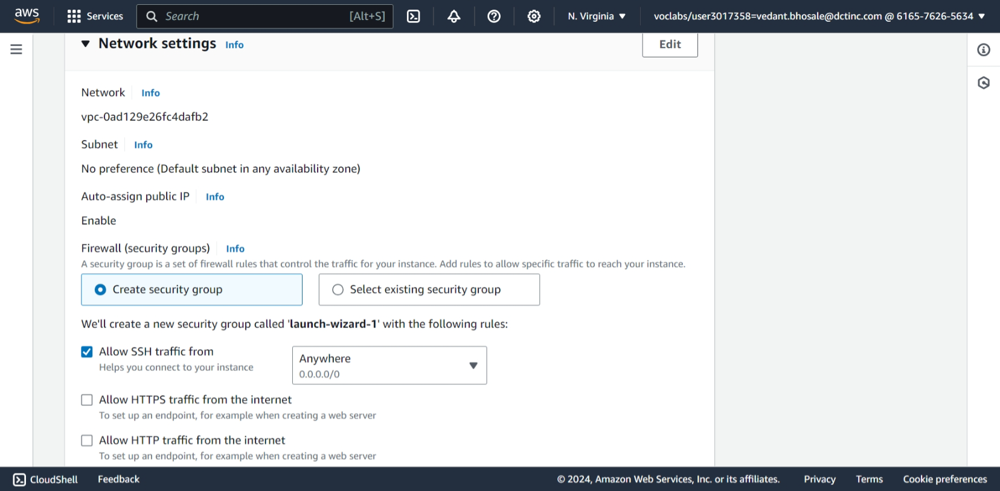 aws Services Search [Alt+S] N. Virginia voclabs/user3017358=vedant.bhosale@dctinc.com @ 6165-7626-5634
Network settings Info Edit
Network Info
vpc-0ad129e26fc4dafb2
Subnet Info
No preference (Default subnet in any availability zone)
Auto-assign public IP Info
Enable
Firewall (security groups) Info
A security group is a set of firewall rules that control the traffic for your instance. Add rules to allow specific traffic to reach your instance.
Create security group Select existing security group
We'll create a new security group called 'launch-wizard-1' with the following rules:
Allow SSH traffic from Anywhere
Helps you connect to your instance 0.0.0.0/0
Allow HTTPS traffic from the internet
To set up an endpoint, for example when creating a web server
Allow HTTP traffic from the internet
To set up an endpoint, for example when creating a web server
CloudShell Feedback © 2024, Amazon Web Services, Inc. or its affiliates. Privacy Terms Cookie preferences